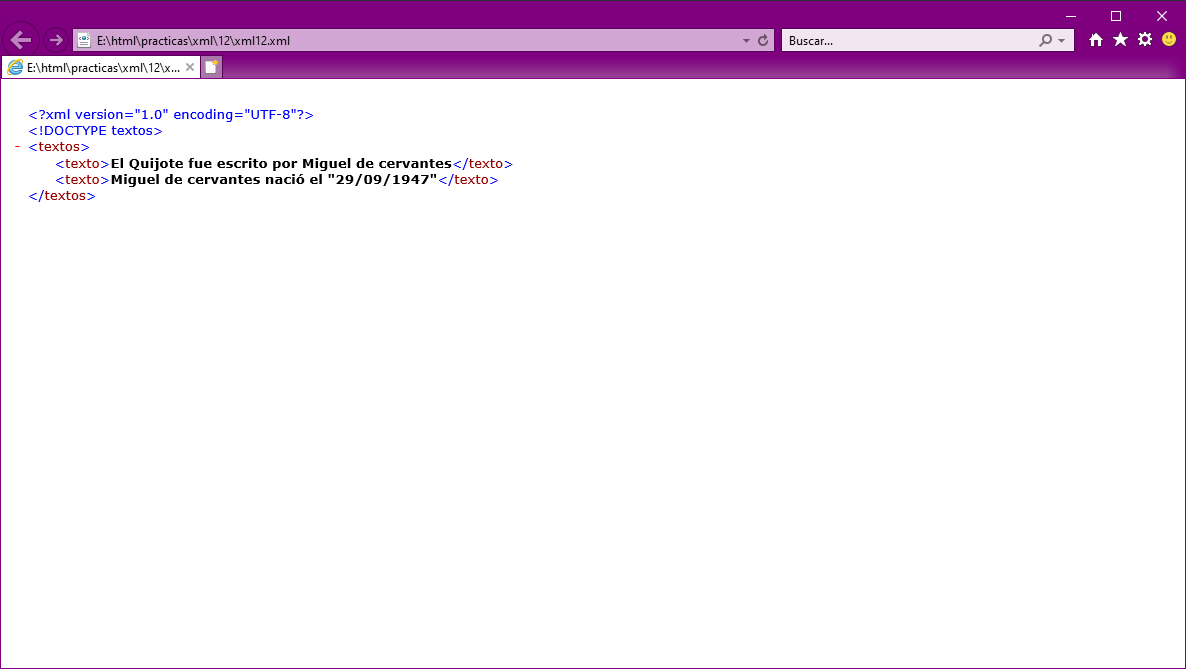 E:\html\practicas\xml\12\xml12.xml
Buscar...
E:\html\practicas\xml\12\x...
<?xml version="1.0" encoding="UTF-8"?>
<!DOCTYPE textos>
- <textos>
<texto>El Quijote fue escrito por Miguel de cervantes</texto>
<texto>Miguel de cervantes nació el "29/09/1947"</texto>
</textos>